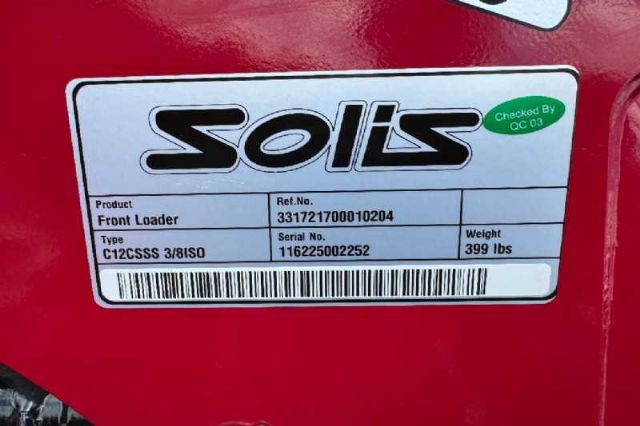 Solis
Checked By
QC 03
Product
Front Loader
Ref.No.
331721700010204
Type
C12CSSS 3/8ISO
Serial No.
116225002252
Weight
399 lbs